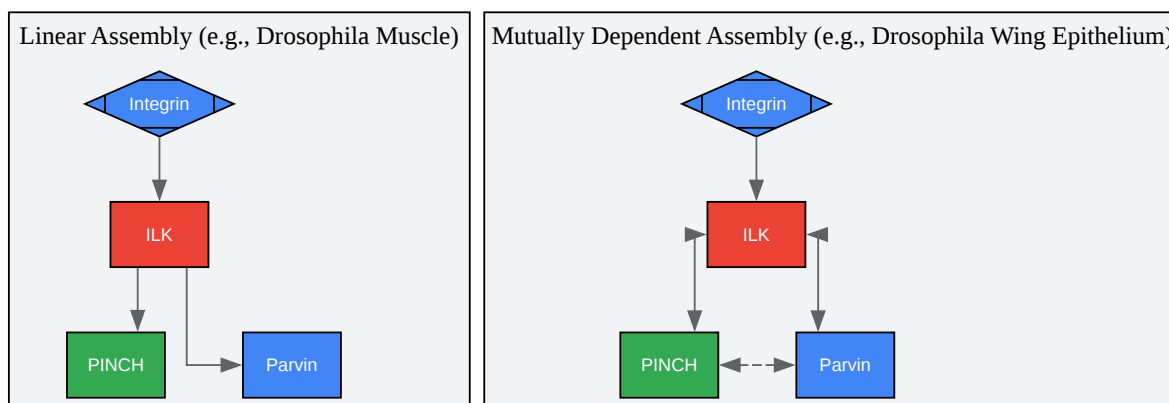 Linear Assembly (e.g., Drosophila Muscle)
Integrin
ILK
PINCH
Parvin
Mutually Dependent Assembly (e.g., Drosophila Wing Epithelium)
Integrin
ILK
PINCH
Parvin